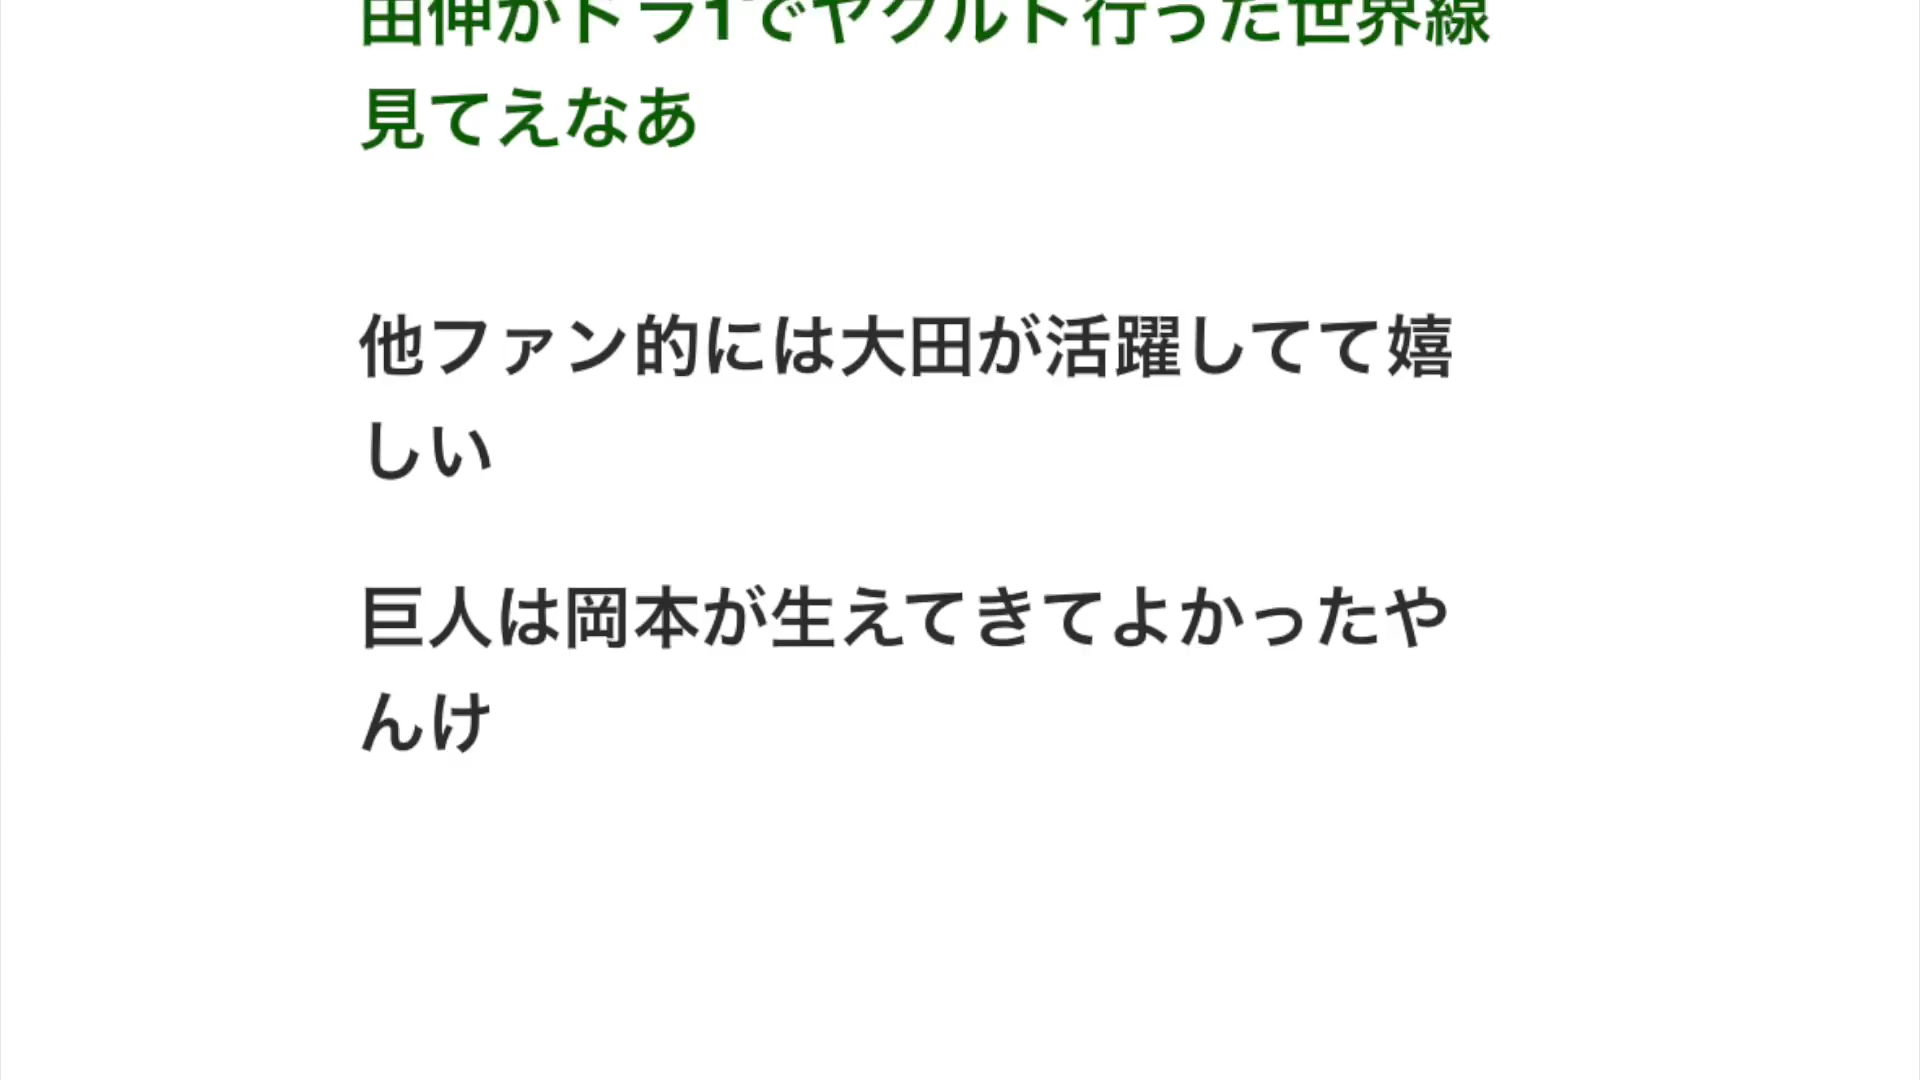 田伸がドラ1でヤクルト行った世界線
見てえなあ
他ファン的には大田が活躍してて嬉
しい
巨人は岡本が生えてきてよかったや
んけ